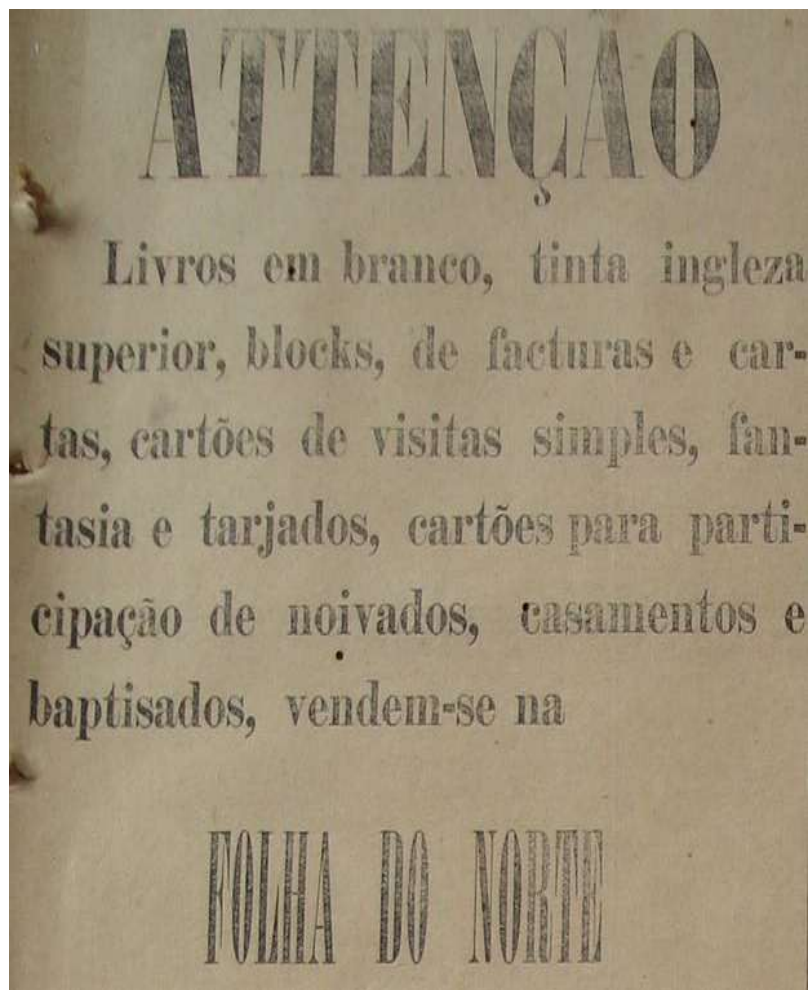 ATTENÇAO
Livros em branco, tinta ingleza
superior, blocks, de facturas e car-
tas, cartões de visitas simples, fan-
tasia e tarjados, cartões para parti-
cipação de noivados, casamentos e
baptisados, vendem-se na
FOLHA DO NORTE